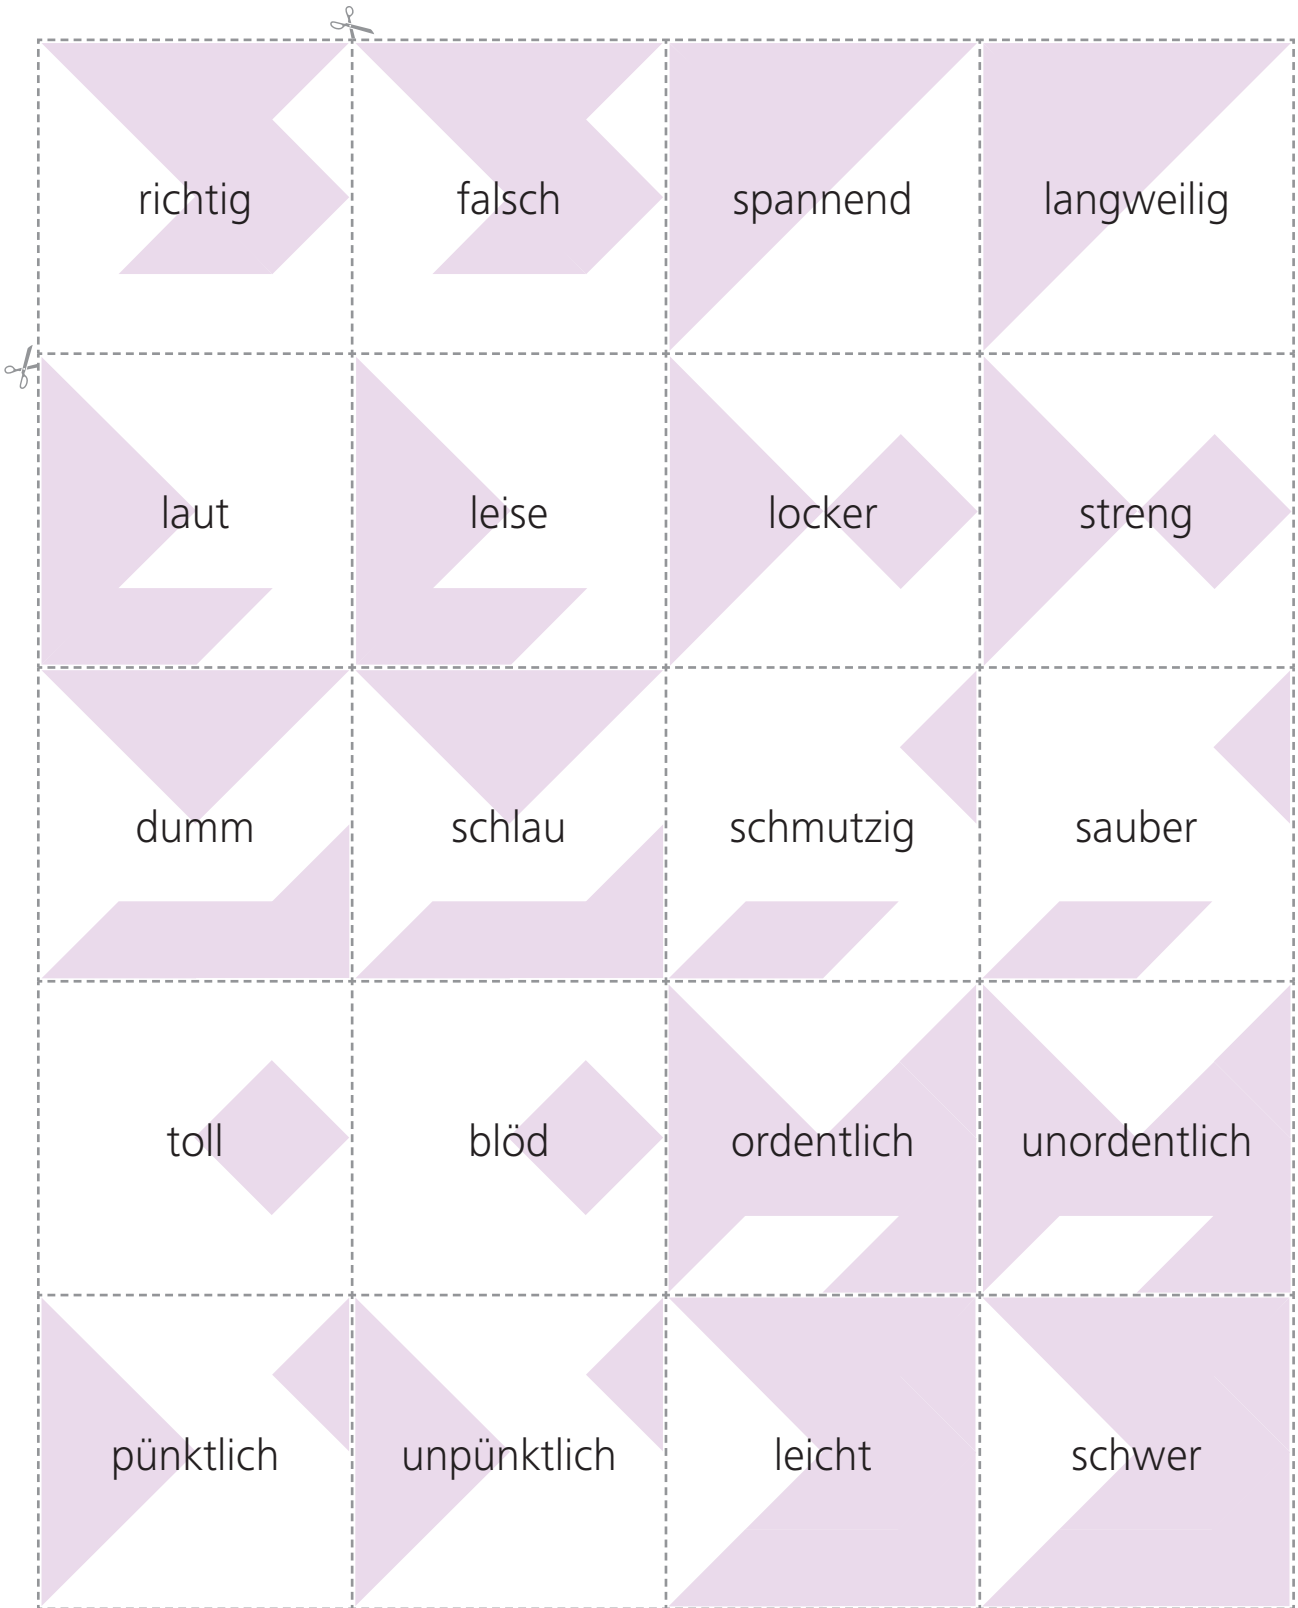 richtig falsch spannend langweilig
laut leise locker streng
dumm schlau schmutzig sauber
toll blöd ordentlich unordentlich
pünktlich unpünktlich leicht schwer